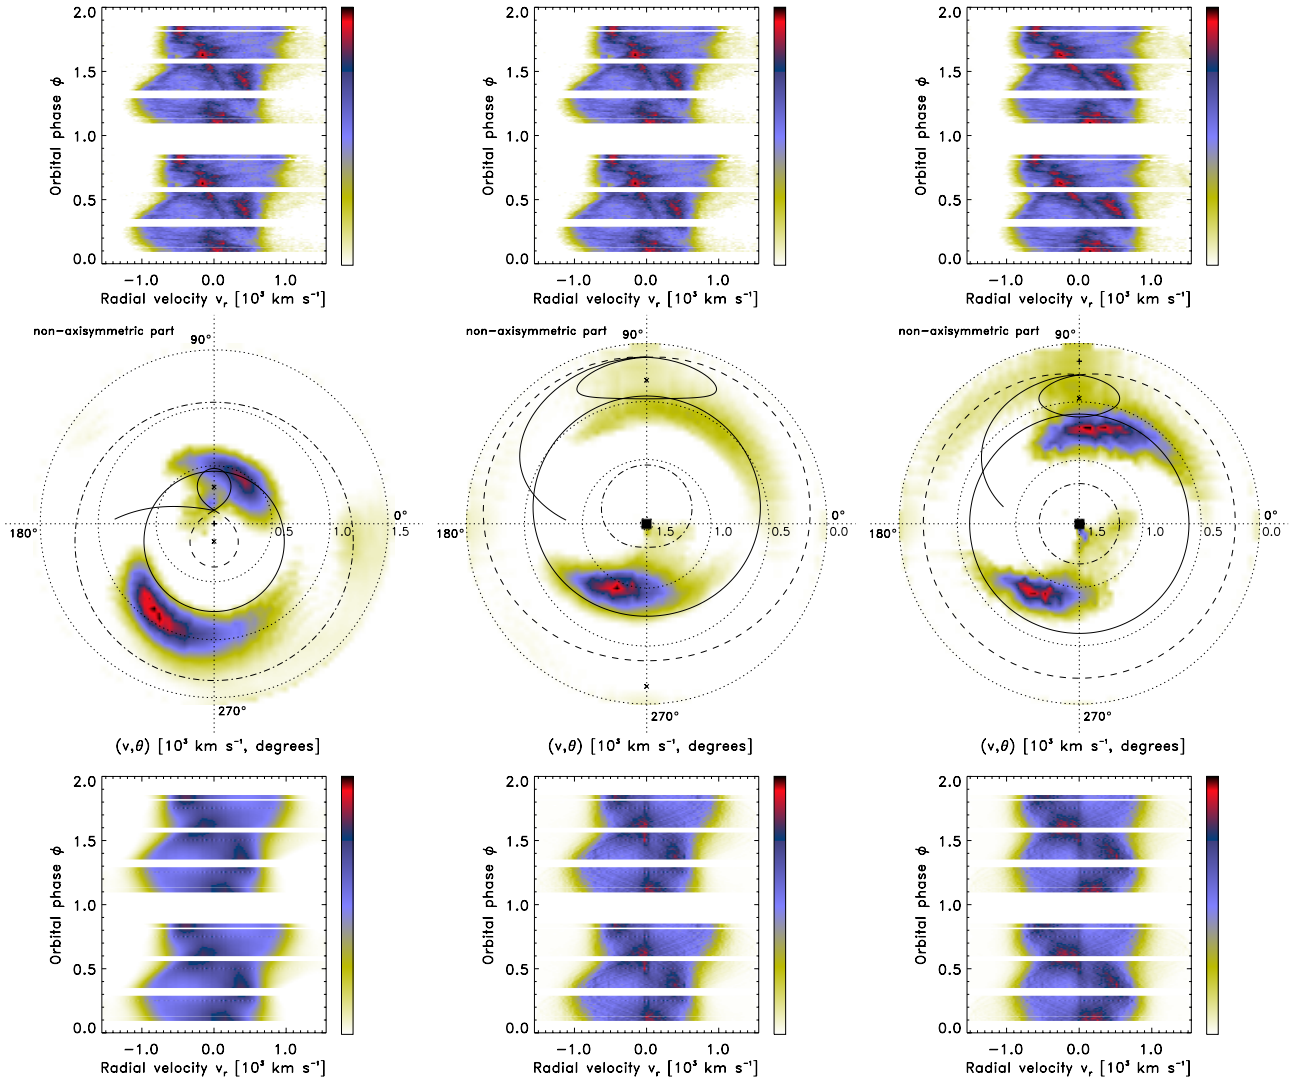 2.0 2.0 2.0
1.5 1.5 1.5
1.0 1.0 1.0
0.5 0.5 0.5
0.0 0.0 0.0
Orbital phase ϕ Orbital phase ϕ Orbital phase ϕ
−1.0 0.0 1.0 −1.0 0.0 1.0 −1.0 0.0 1.0
Radial velocity vᵣ [10³ km s⁻¹] Radial velocity vᵣ [10³ km s⁻¹] Radial velocity vᵣ [10³ km s⁻¹]
non-axisymmetric part non-axisymmetric part non-axisymmetric part
90° 90° 90°
180° 0° 180° 0° 180° 0°
0.5 1.0 1.5 1.5 1.0 0.5 0.0 1.5 1.0 0.5 0.0
270° 270° 270°
(v,θ) [10³ km s⁻¹, degrees] (v,θ) [10³ km s⁻¹, degrees] (v,θ) [10³ km s⁻¹, degrees]
2.0 2.0 2.0
1.5 1.5 1.5
1.0 1.0 1.0
0.5 0.5 0.5
0.0 0.0 0.0
Orbital phase ϕ Orbital phase ϕ Orbital phase ϕ
−1.0 0.0 1.0 −1.0 0.0 1.0 −1.0 0.0 1.0
Radial velocity vᵣ [10³ km s⁻¹] Radial velocity vᵣ [10³ km s⁻¹] Radial velocity vᵣ [10³ km s⁻¹]